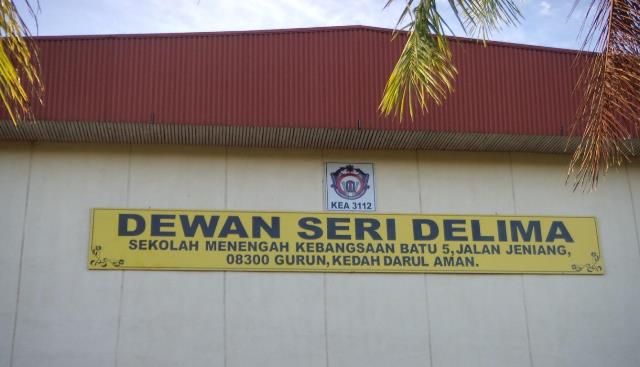 KEA 3112
DEWAN SERI DELIMA
SEKOLAH MENENGAH KEBANGSAAN BATU 5, JALAN JENIANG,
08300 GURUN, KEDAH DARUL AMAN.